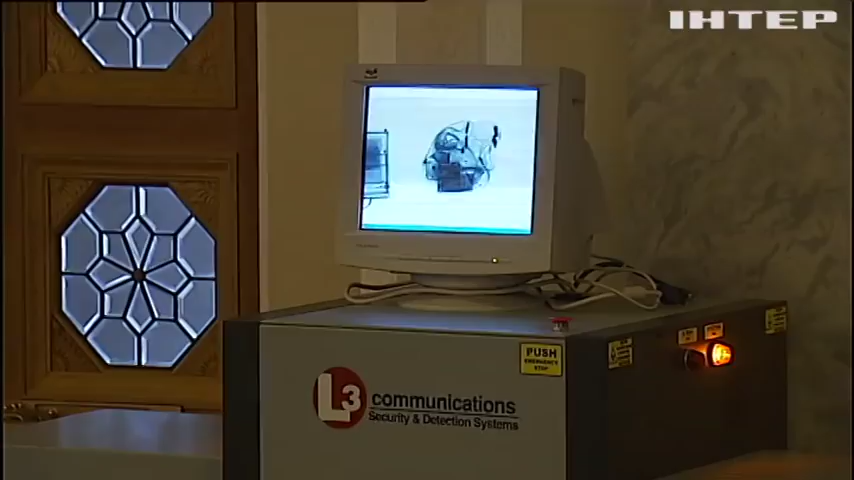 ІНТЕР
PUSH
EMERGENCY
STOP
L3
communications
Security & Detection Systems